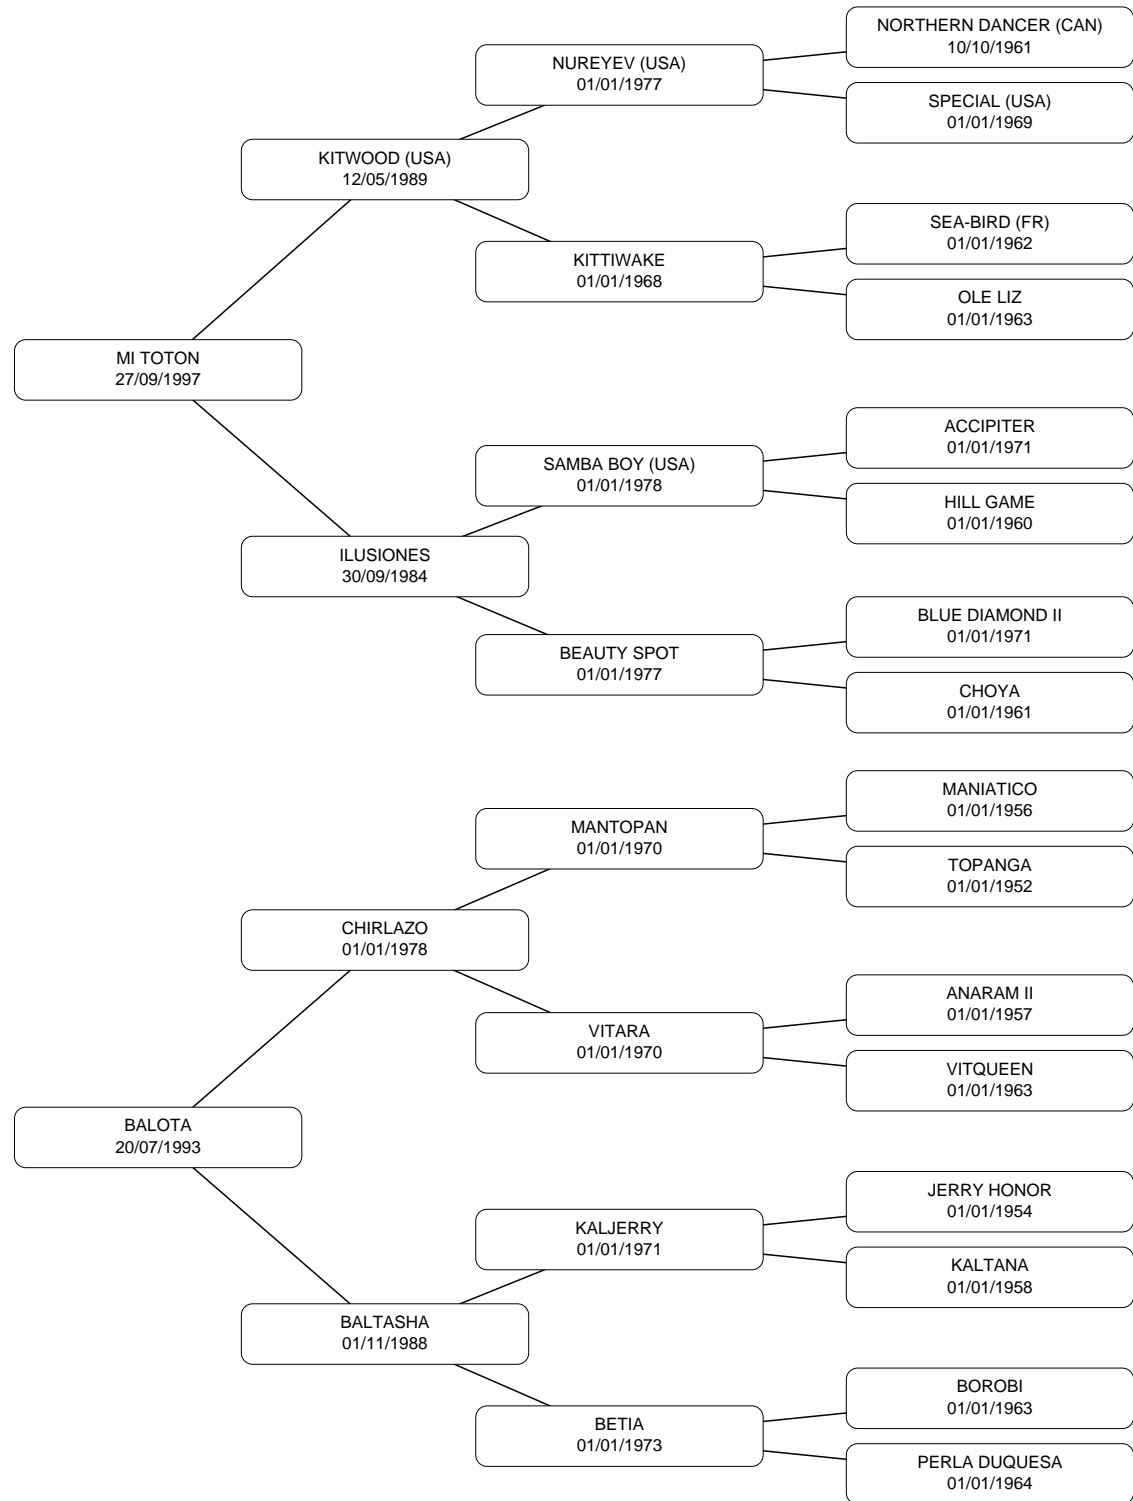 NORTHERN DANCER (CAN)
10/10/1961
NUREYEV (USA)
01/01/1977
SPECIAL (USA)
01/01/1969
KITWOOD (USA)
12/05/1989
SEA-BIRD (FR)
01/01/1962
KITTIWAKE
01/01/1968
OLE LIZ
01/01/1963
MI TOTON
27/09/1997
ACCIPITER
01/01/1971
SAMBA BOY (USA)
01/01/1978
HILL GAME
01/01/1960
ILUSIONES
30/09/1984
BLUE DIAMOND II
01/01/1971
BEAUTY SPOT
01/01/1977
CHOYA
01/01/1961
MANIATICO
01/01/1956
MANTOPAN
01/01/1970
TOPANGA
01/01/1952
CHIRLAZO
01/01/1978
ANARAM II
01/01/1957
VITARA
01/01/1970
VITQUEEN
01/01/1963
BALOTA
20/07/1993
JERRY HONOR
01/01/1954
KALJERRY
01/01/1971
KALTANA
01/01/1958
BALTASHA
01/11/1988
BOROBI
01/01/1963
BETIA
01/01/1973
PERLA DUQUESA
01/01/1964